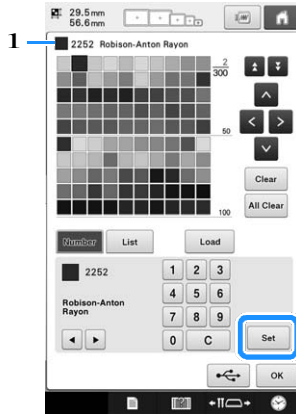 29.5mm
56.6mm
1
2252 Robison-Anton Rayon
2
300
50
100
Clear
All Clear
Number
List
Load
2252
Robison-Anton
Rayon
1 2 3
4 5 6
7 8 9
0 C
Set
OK